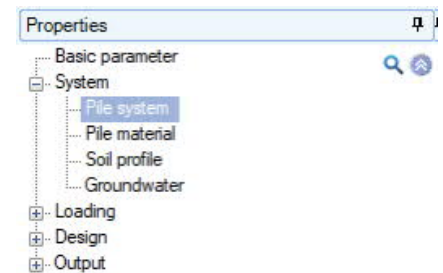 Properties
Basic parameter
System
Pile system
Pile material
Soil profile
Groundwater
Loading
Design
Output